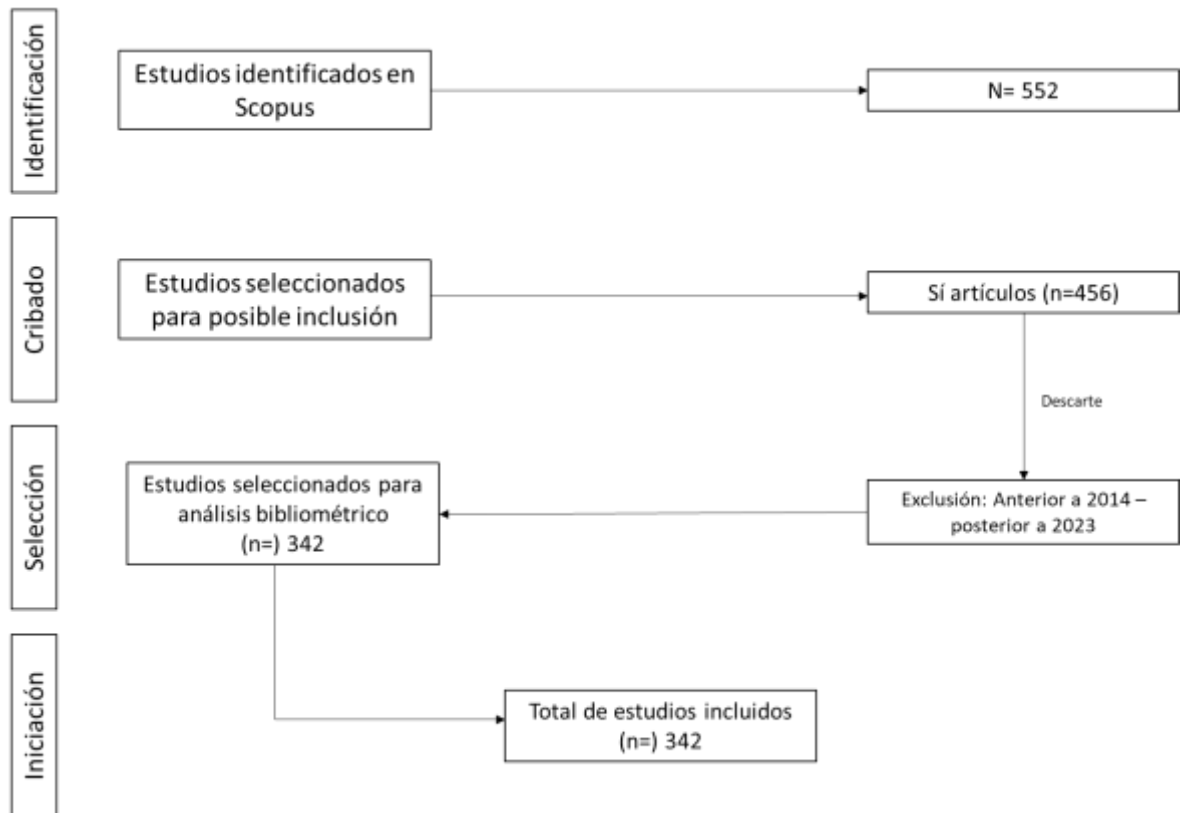 Identificación
Estudios identificados en
Scopus
N= 552
Cribado
Estudios seleccionados
para posible inclusión
Sí artículos (n=456)
Descarte
Selección
Estudios seleccionados para
análisis bibliométrico
(n=) 342
Exclusión: Anterior a 2014 –
posterior a 2023
Iniciación
Total de estudios incluidos
(n=) 342